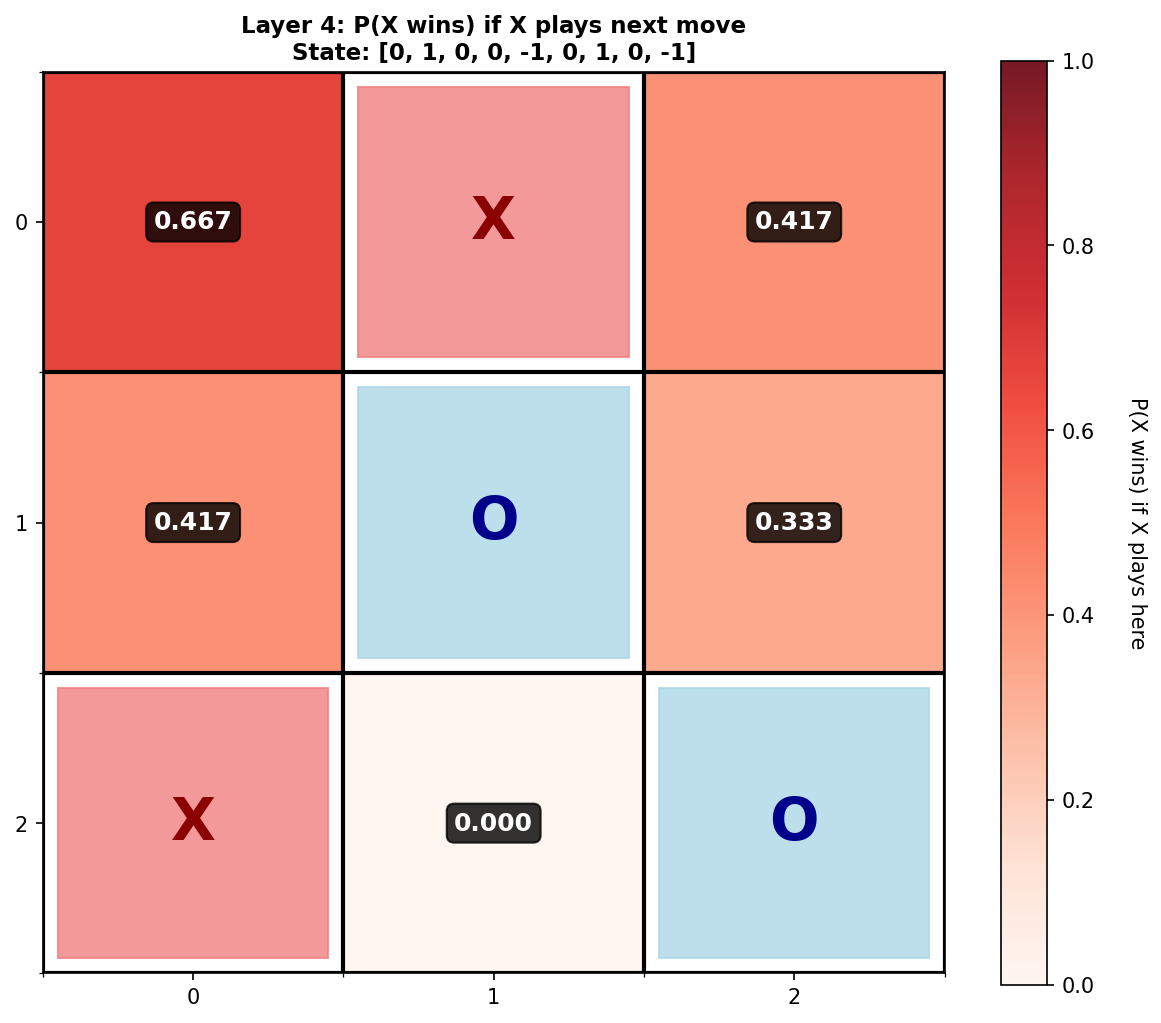 Layer 4: P(X wins) if X plays next move
State: [0, 1, 0, 0, -1, 0, 1, 0, -1]
0
0.667
X
0.417
1
0.417
O
0.333
2
X
0.000
O
0
1
2
1.0
0.8
0.6
0.4
0.2
0.0
P(X wins) if X plays here